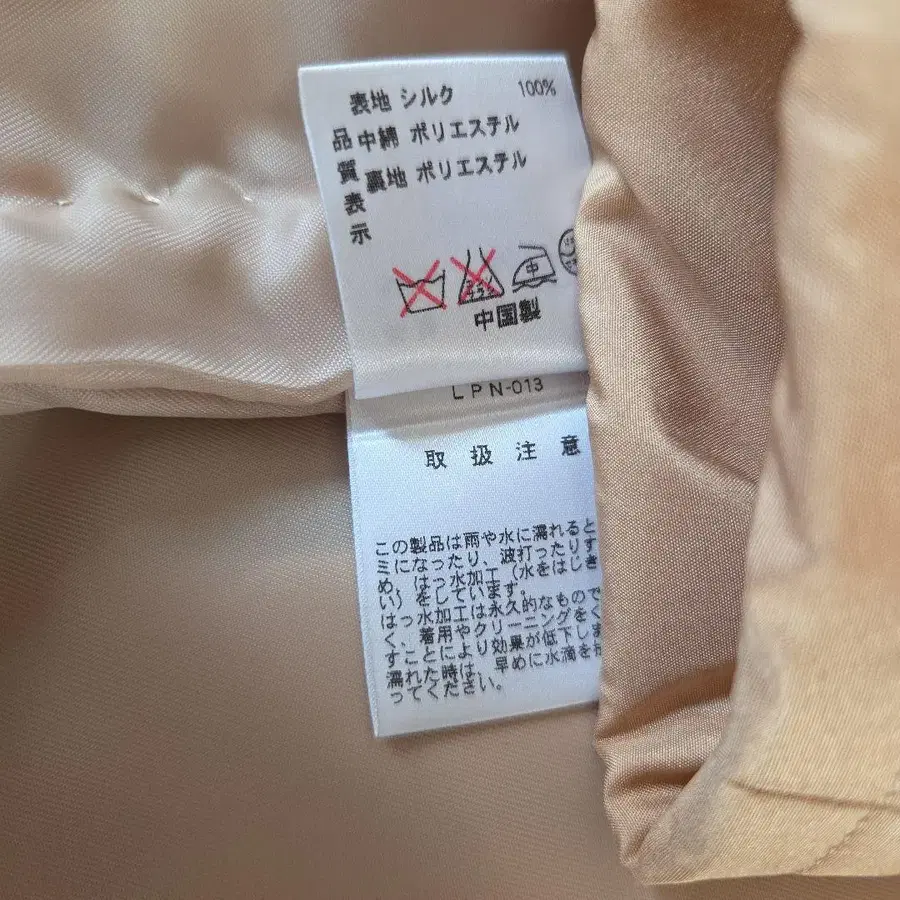 表地 シルク 100%
中綿 ポリエステル
裏地 ポリエステル
品質表示
中
中国製
LPN-013
取扱注意
この製品は雨や水に濡れると
ミになったり、波打ったりす
め、はっ水加工（水をはじき
い）をしています。
はっ水加工は永久的なもので
く、着用やクリーニングをく
すことにより効果が低下しま
濡れた時は、早めに水滴を
ってください。